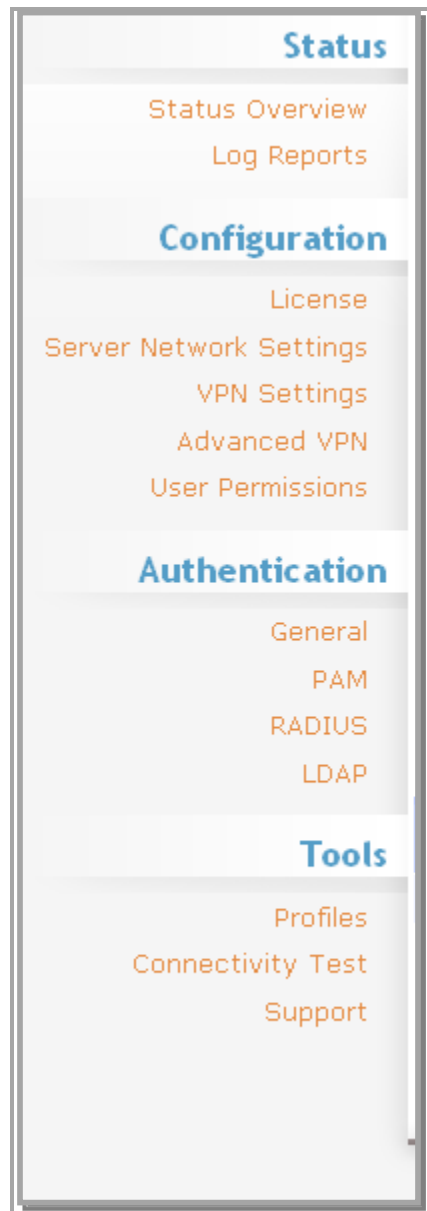 Status
Status Overview
Log Reports
Configuration
License
Server Network Settings
VPN Settings
Advanced VPN
User Permissions
Authentication
General
PAM
RADIUS
LDAP
Tools
Profiles
Connectivity Test
Support